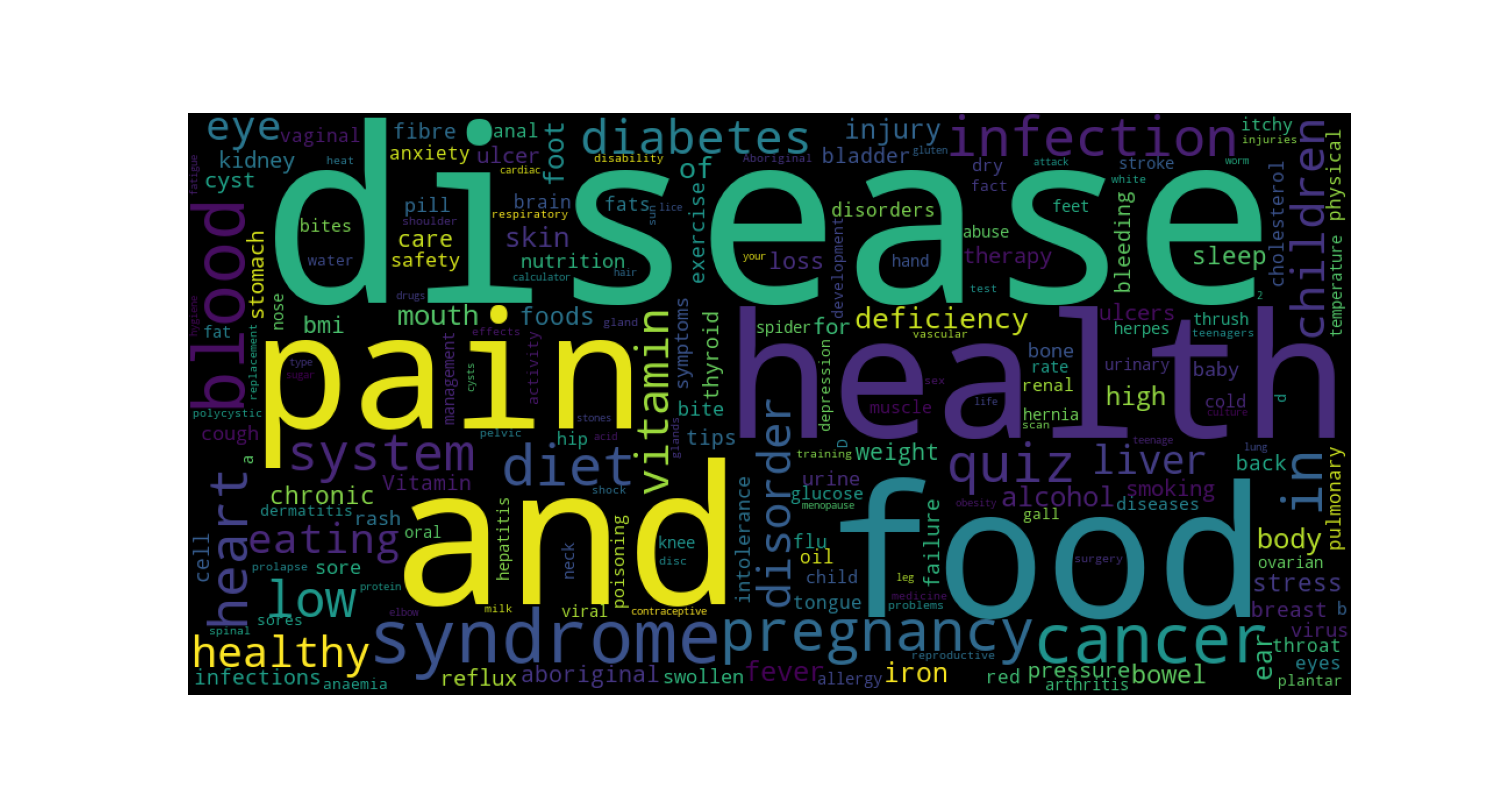 eye
vaginal
fibre
anal
foot
diabetes
injury
infection
itchy
injuries
children
kidney
heat
anxiety
ulcer
cardiac
disability
of
Aboriginal
bladder
gluten
dry
attack
stroke
worm
fatigue
cyst
disease
pill
brain
fats
sun
lice
exercise
disorders
fact
white
feet
cholesterol
physical
blood
bites
shoulder
respiratory
skin
care
safety
nutrition
calculator
hair
your
loss
development
hand
abuse
therapy
bleeding
sleep
test
2
temperature
stomach
water
drugs
hygiene
nose
fat
bmi
mouth
foods
effects
gland
vitamin
symptoms
thyroid
spider
for
deficiency
vascular
ulcers
herpes
thrush
teenagers
pain
health
replacement
type
sugar
management
cysts
activity
depression
sex
bone
rate
urinary
baby
renal
muscle
life
high
cold
culture
d
polycystic
cough
a
stones
bite
hernia
scan
system
pelvic
hip
acid
glands
tips
disorder
training
D
weight
quiz
teenage
liver
lung
back
in
pulmonary
Vitamin
diet
shock
chronic
dermatitis
rash
heart
urine
glucose
menopause
obesity
alcohol
gall
smoking
diseases
eating
oral
hepatitis
and
neck
poisoning
knee
disc
intolerance
flu
oil
failure
food
surgery
body
ovarian
cell
prolapse
sore
protein
elbow
milk
viral
contraceptive
child
tongue
leg
medicine
problems
stress
breast
b
low
sores
spinal
healthy
syndrome
pregnancy
reproductive
cancer
ear
virus
throat
eyes
infections
anaemia
reflux
aboriginal
swollen
fever
allergy
iron
red
pressure
arthritis
bowel
plantar